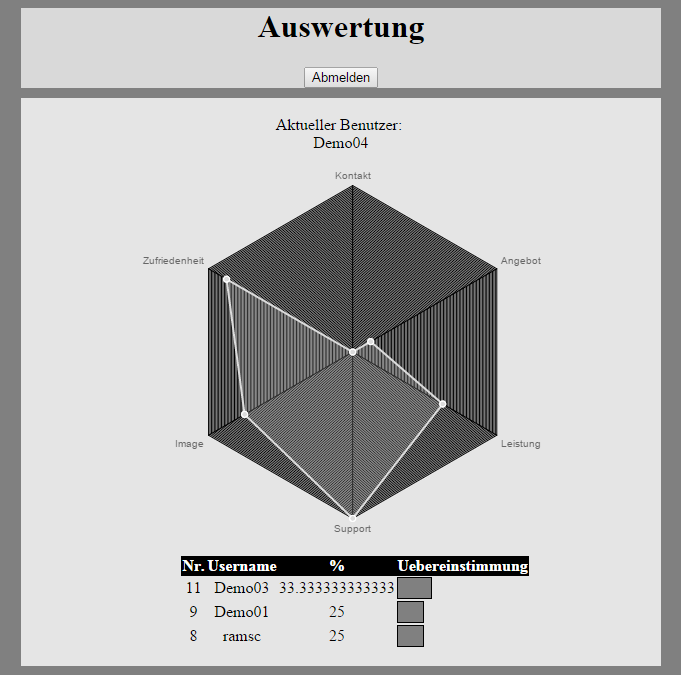 Auswertung
Abmelden
Aktueller Benutzer:
Demo04
Kontakt
Zufriedenheit
Angebot
Image
Leistung
Support
Nr. Username % Uebereinstimmung
11 Demo03 33.333333333333
9 Demo01 25
8 ramsc 25